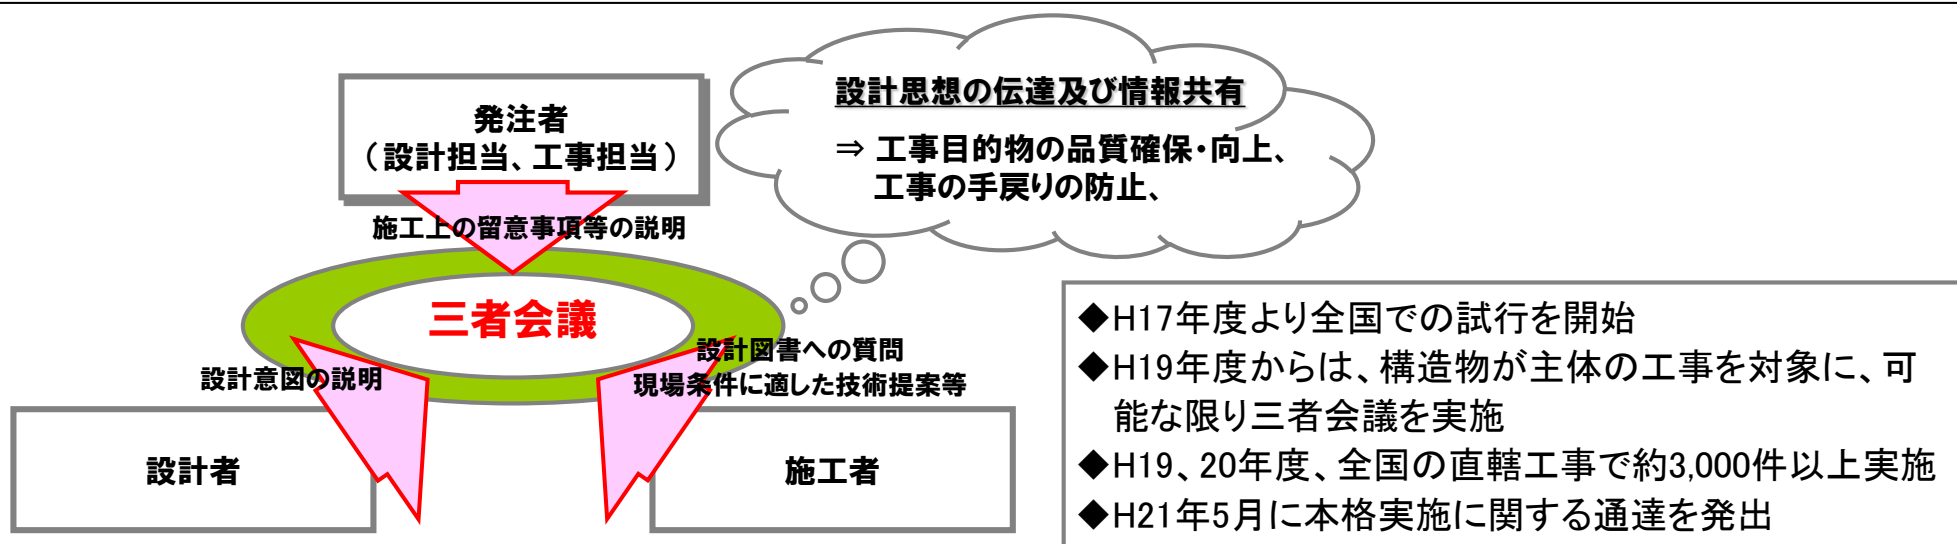 発注者
（設計担当、工事担当）
設計思想の伝達及び情報共有
⇒ 工事目的物の品質確保・向上、
工事の手戻りの防止、
施工上の留意事項等の説明
三者会議
設計意図の説明
設計図書への質問
現場条件に適した技術提案等
設計者
施工者
◆H17年度より全国での試行を開始
◆H19年度からは、構造物が主体の工事を対象に、可
能な限り三者会議を実施
◆H19、20年度、全国の直轄工事で約3,000件以上実施
◆H21年5月に本格実施に関する通達を発出